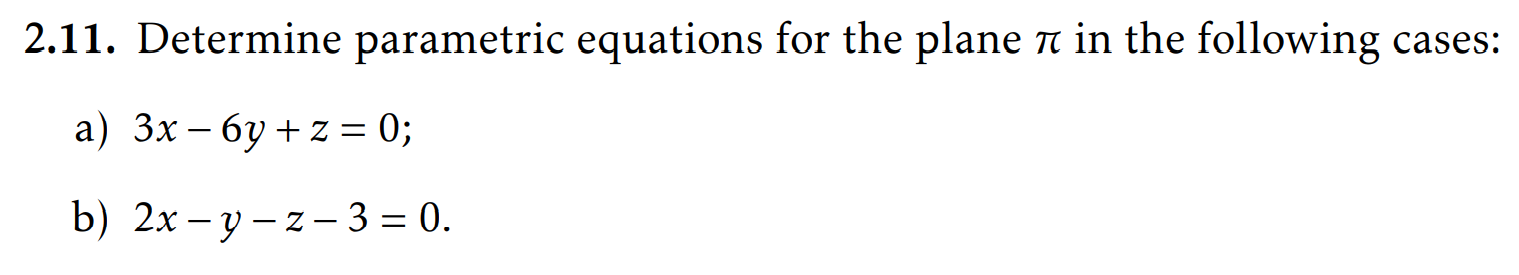 2.11. Determine parametric equations for the plane π in the following cases:
a) 3x − 6y + z = 0;
b) 2x − y − z − 3 = 0.